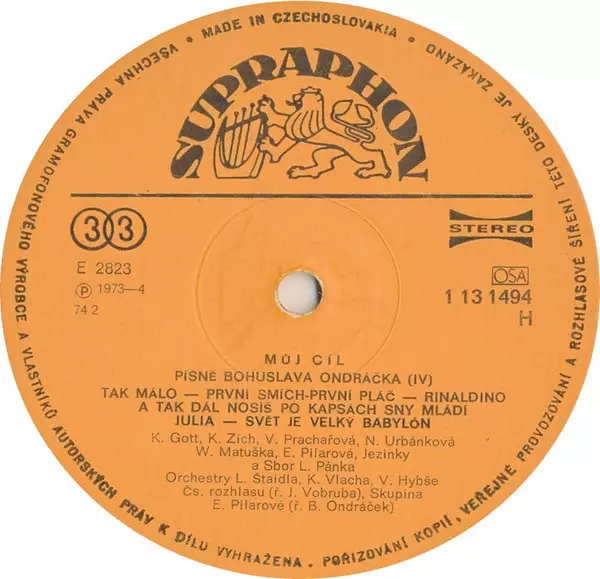 VŠECHNA PRÁVA GRAMOFONOVÉHO VÝROBCE A VLASTNÍKŮ AUTORSKÝCH PRÁV K DÍLU VYHRAŽENA. POŘIZOVÁNÍ KOPIÍ, VEŘEJNÉ PROVOZOVÁNÍ A ROZHLASOVÉ ŠÍŘENÍ TÉTO DESKY JE ZAKÁZÁNO • MADE IN CZECHOSLOVAKIA •
SUPRAPHON
33
STEREO
E 2823
OSA
Ⓟ 1973—4
1 13 1494
74 2
H
MŮJ CÍL
PÍSNĚ BOHUSLAVA ONDRÁČKA (IV)
TAK MÁLO — PRVNÍ SMÍCH-PRVNÍ PLÁČ — RINALDINO
A TAK DÁL NOSÍŠ PO KAPSÁCH SNY MLÁDÍ
JULIA — SVĚT JE VELKÝ BABYLÓN
K. Gott, K. Zich, V. Prachařová, N. Urbánková
W. Matuška, E. Pilarová, Jezinky
a Sbor L. Pánka
Orchestry L. Štaidla, K. Vlacha, V. Hybše
Čs. rozhlasu (ř. J. Vobruba), Skupina
E. Pilarové (ř. B. Ondráček)